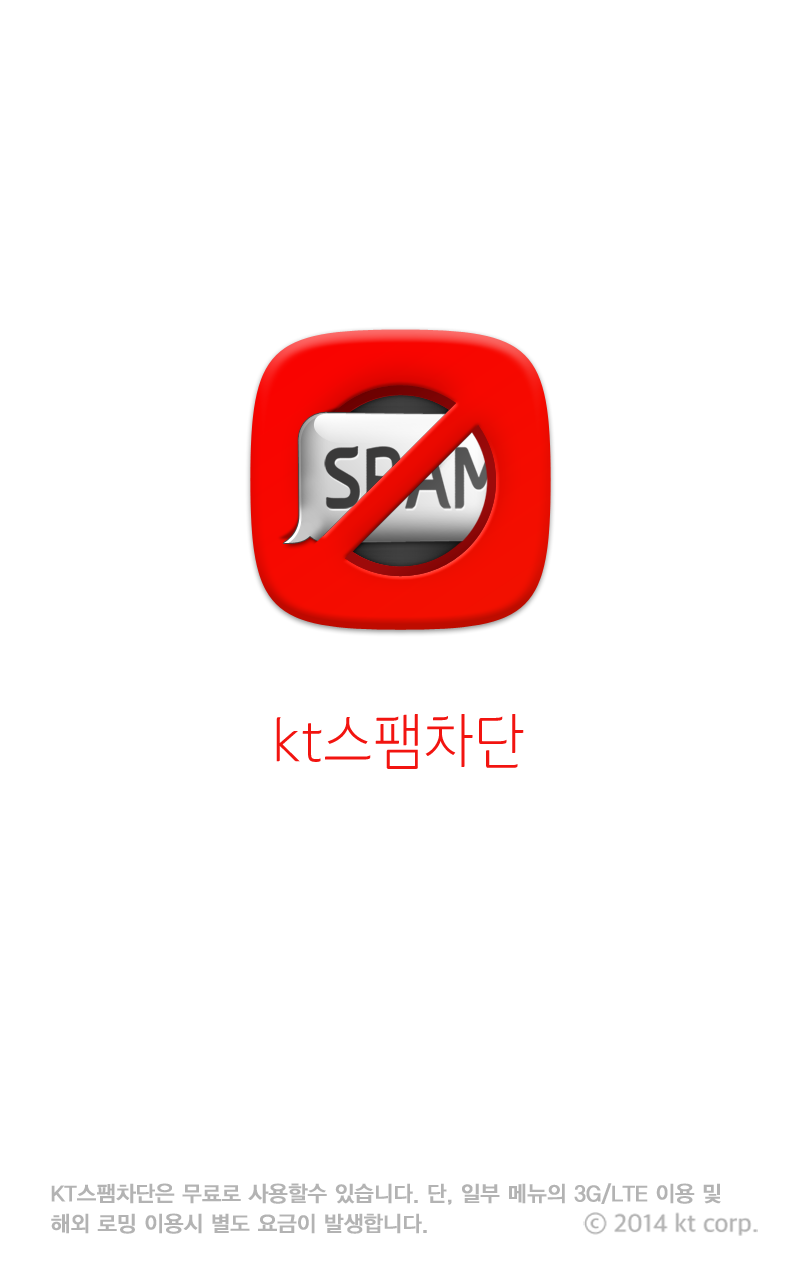 SPAM
kt스팸차단
KT스팸차단은 무료로 사용할수 있습니다. 단, 일부 메뉴의 3G/LTE 이용 및
해외 로밍 이용시 별도 요금이 발생합니다.
© 2014 kt corp.